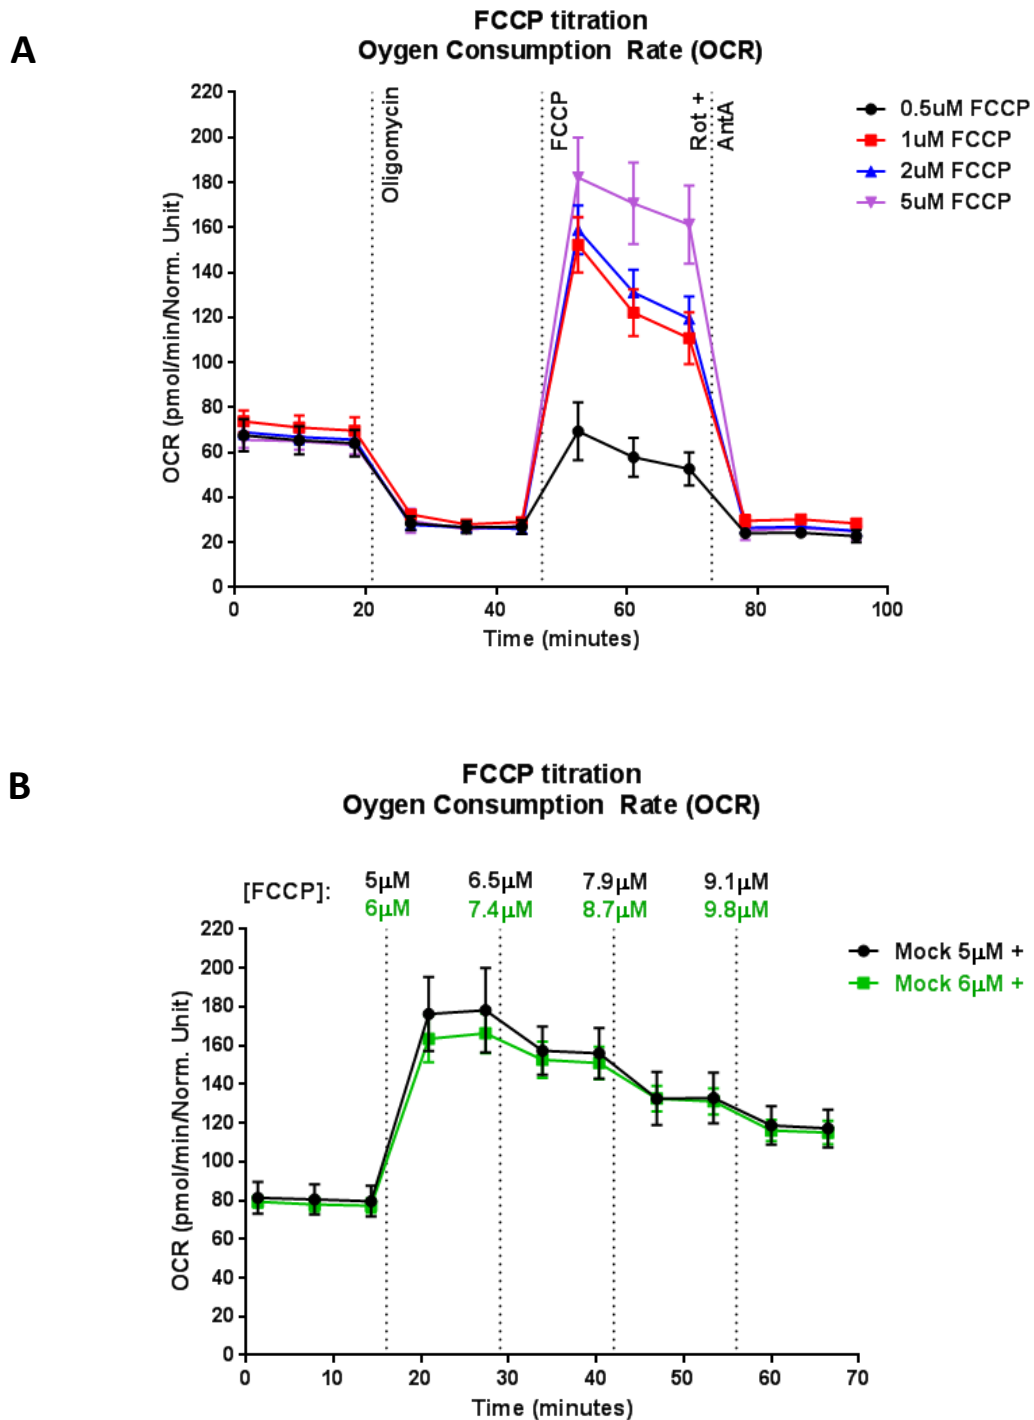 A
FCCP titration
Oygen Consumption Rate (OCR)
OCR (pmol/min/Norm. Unit)
220
200
180
160
140
120
100
80
60
40
20
0
Oligomycin
FCCP
Rot +
AntA
0.5uM FCCP
1uM FCCP
2uM FCCP
5uM FCCP
0 20 40 60 80 100
Time (minutes)
B
FCCP titration
Oygen Consumption Rate (OCR)
[FCCP]:
5μM 6.5μM 7.9μM 9.1μM
6μM 7.4μM 8.7μM 9.8μM
OCR (pmol/min/Norm. Unit)
220
200
180
160
140
120
100
80
60
40
20
0
Mock 5μM +
Mock 6μM +
0 10 20 30 40 50 60 70
Time (minutes)